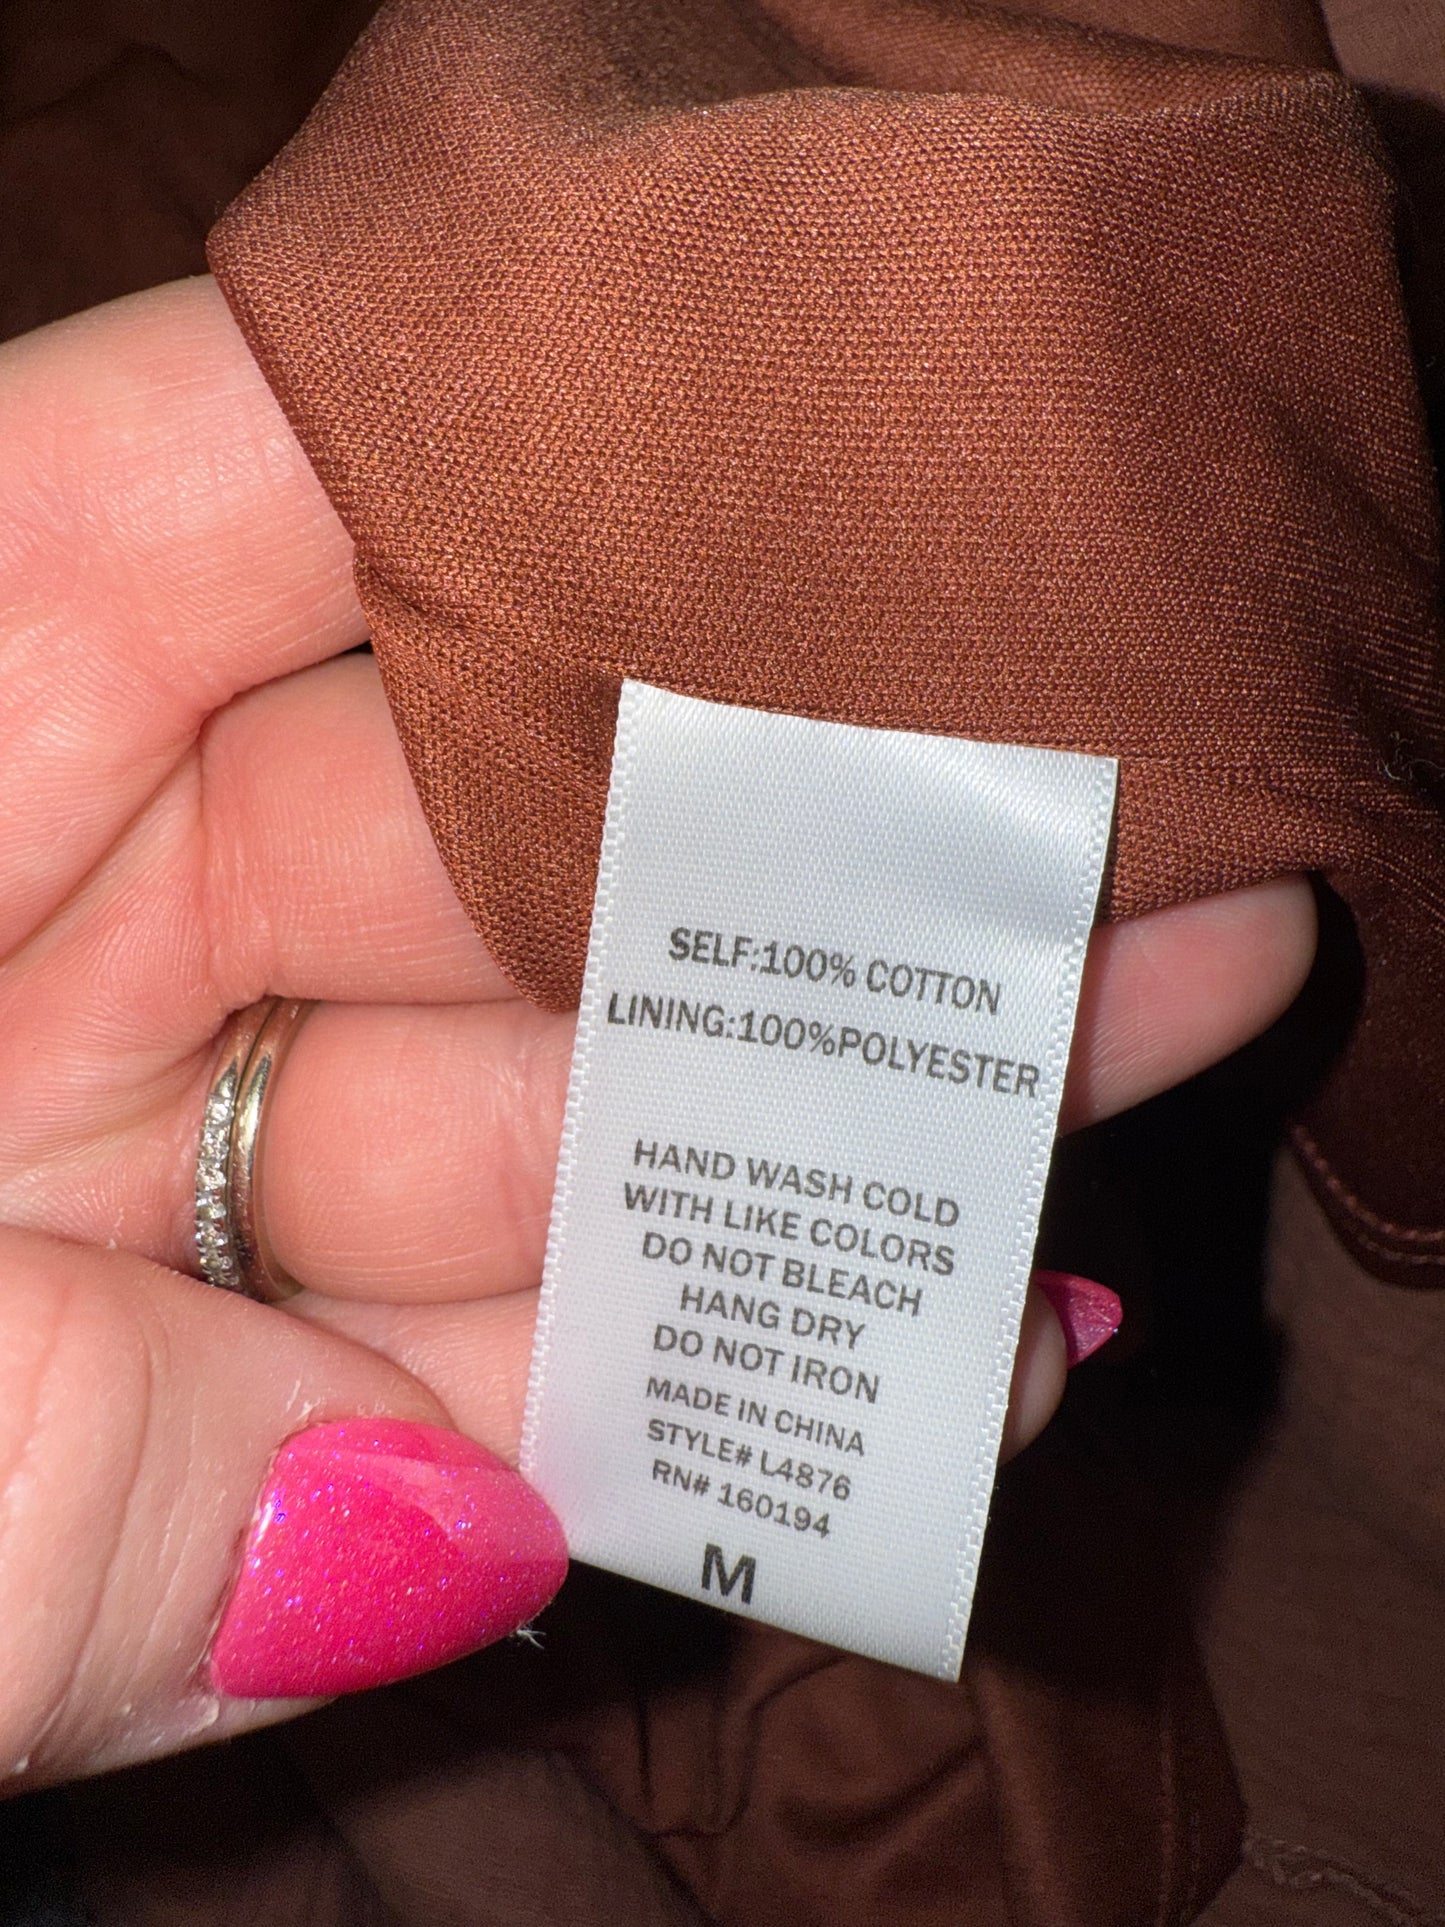 SELF:100% COTTON
LINING:100%POLYESTER
HAND WASH COLD
WITH LIKE COLORS
DO NOT BLEACH
HANG DRY
DO NOT IRON
MADE IN CHINA
STYLE# L4876
RN# 160194
M